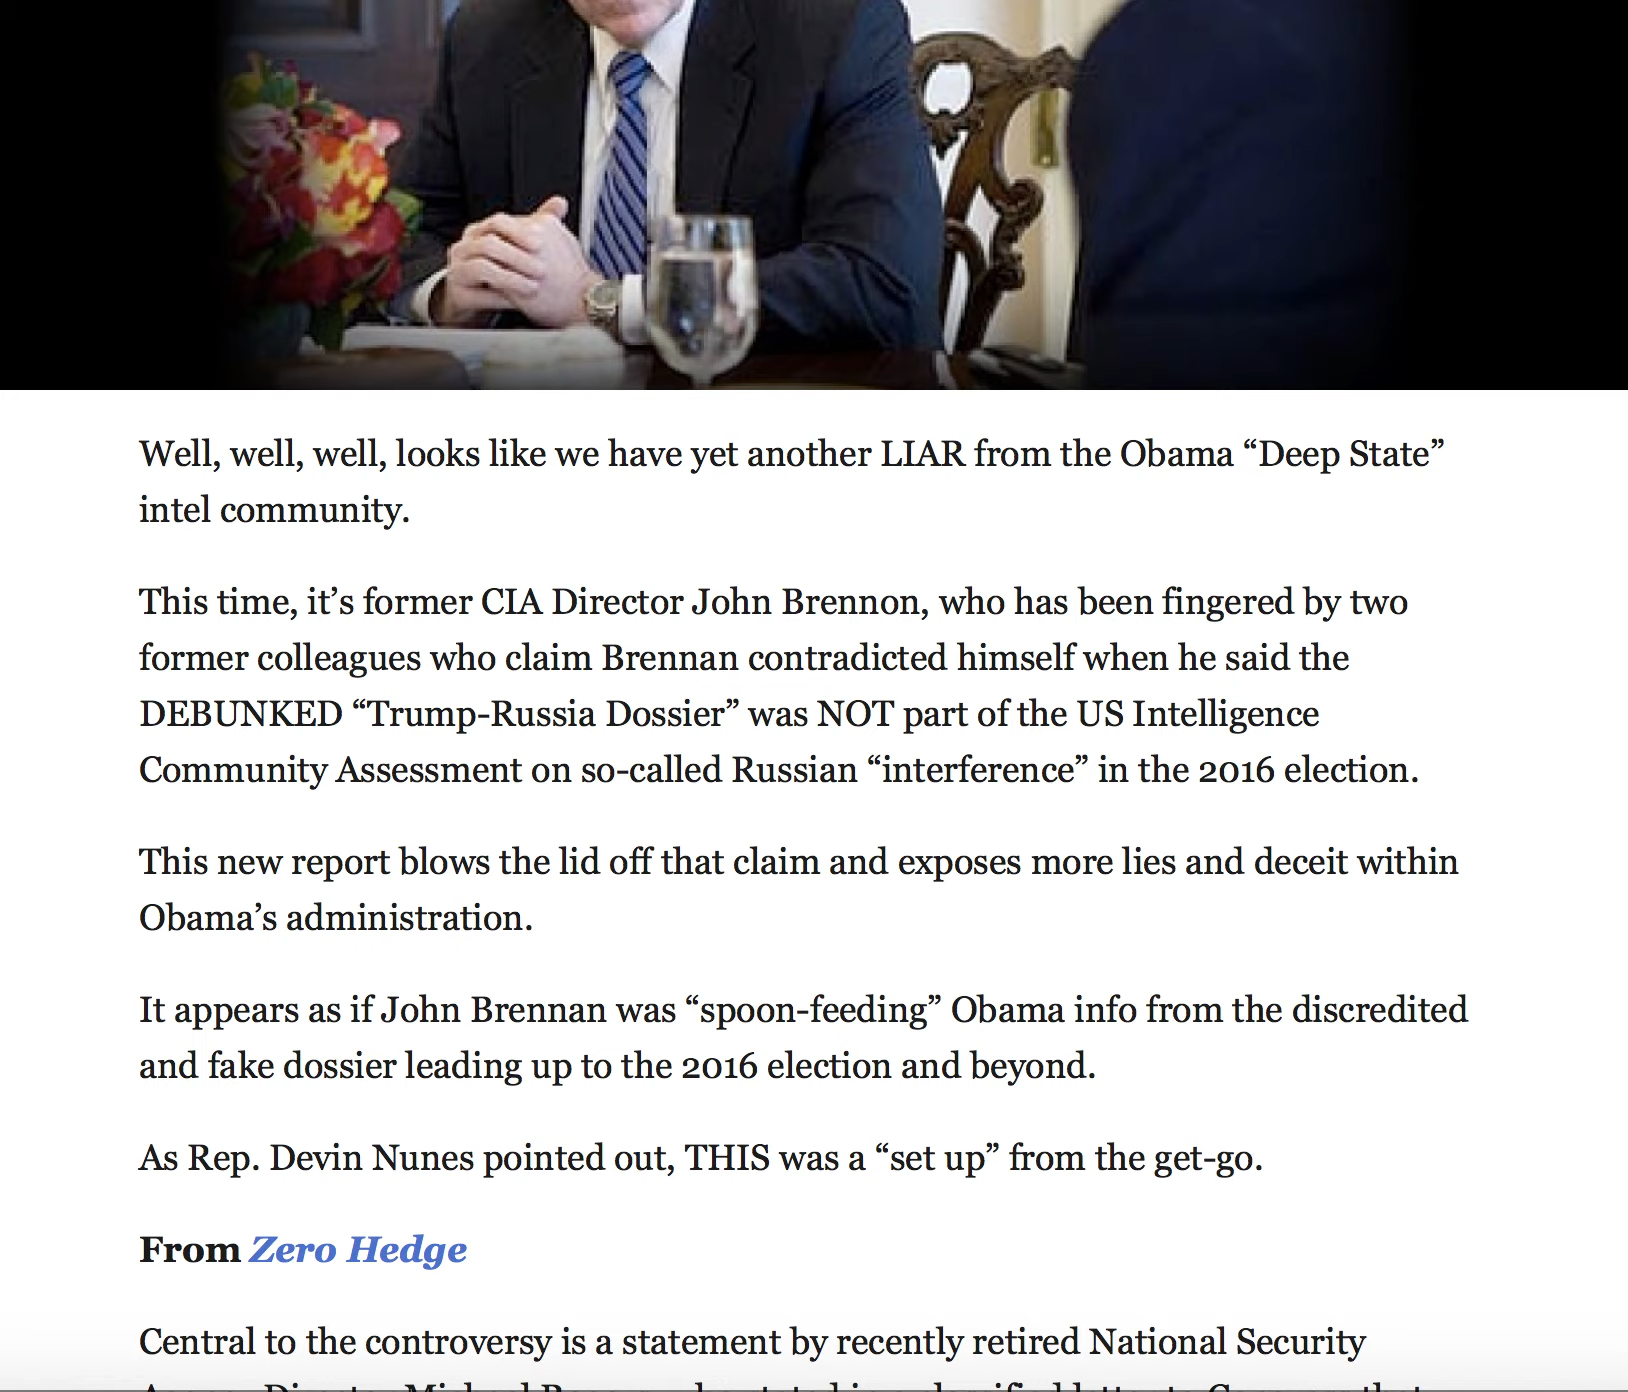 Well, well, well, looks like we have yet another LIAR from the Obama “Deep State”
intel community.
This time, it’s former CIA Director John Brennon, who has been fingered by two
former colleagues who claim Brennan contradicted himself when he said the
DEBUNKED “Trump-Russia Dossier” was NOT part of the US Intelligence
Community Assessment on so-called Russian “interference” in the 2016 election.
This new report blows the lid off that claim and exposes more lies and deceit within
Obama’s administration.
It appears as if John Brennan was “spoon-feeding” Obama info from the discredited
and fake dossier leading up to the 2016 election and beyond.
As Rep. Devin Nunes pointed out, THIS was a “set up” from the get-go.
From Zero Hedge
Central to the controversy is a statement by recently retired National Security